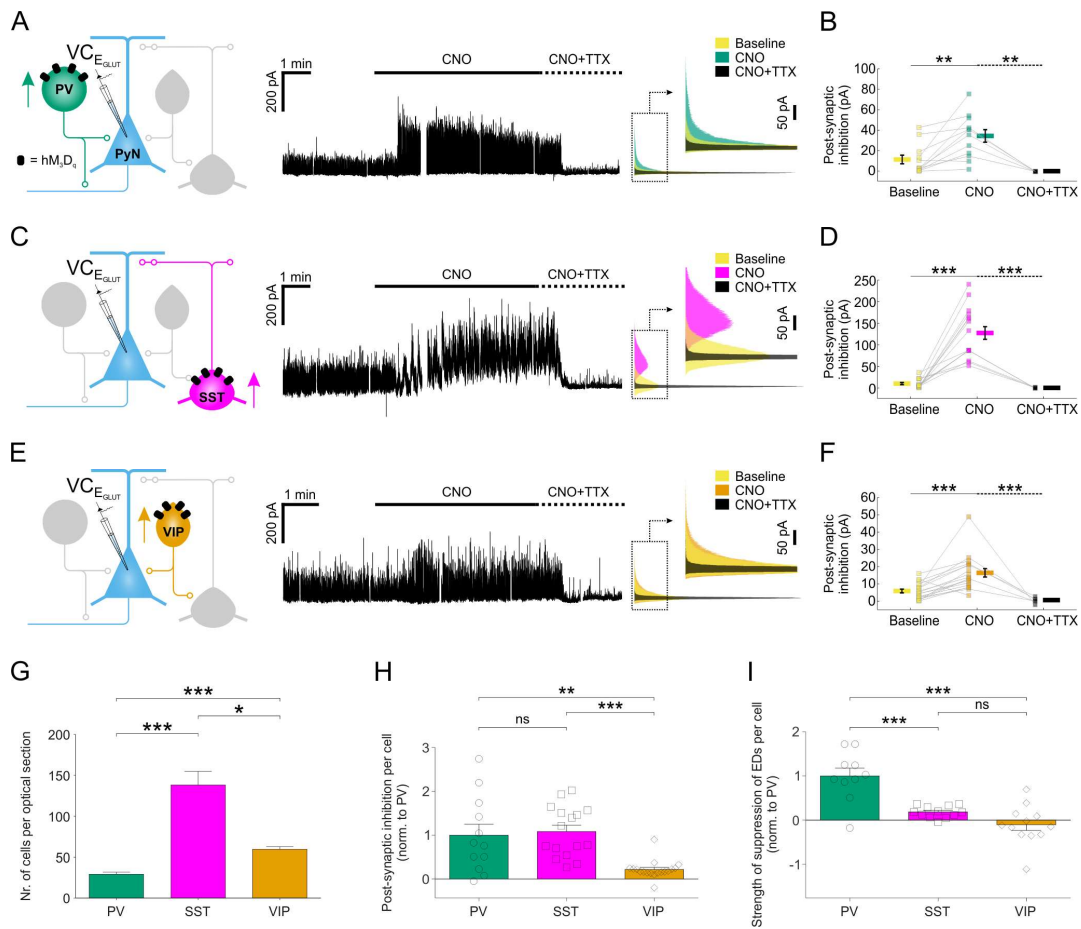 A
VC E GLUT
PV
PyN
= hM3Dq
1 min
200 pA
CNO
CNO+TTX
Baseline
CNO
CNO+TTX
50 pA
B
** **
Post-synaptic
inhibition (pA)
100
80
60
40
20
0
Baseline CNO CNO+TTX
C
VC E GLUT
SST
1 min
200 pA
CNO
CNO+TTX
Baseline
CNO
CNO+TTX
50 pA
D
*** ***
Post-synaptic
inhibition (pA)
250
200
150
100
50
0
Baseline CNO CNO+TTX
E
VC E GLUT
VIP
1 min
200 pA
CNO
CNO+TTX
Baseline
CNO
CNO+TTX
50 pA
F
*** ***
Post-synaptic
inhibition (pA)
60
50
40
30
20
10
0
Baseline CNO CNO+TTX
G
***
*
***
Nr. of cells per optical section
200
150
100
50
0
PV SST VIP
H
**
***
ns
Post-synaptic inhibition per cell
(norm. to PV)
3
2
1
0
PV SST VIP
I
***
ns
***
Strength of suppression of EDs per cell
(norm. to PV)
2
1
0
-1
PV SST VIP